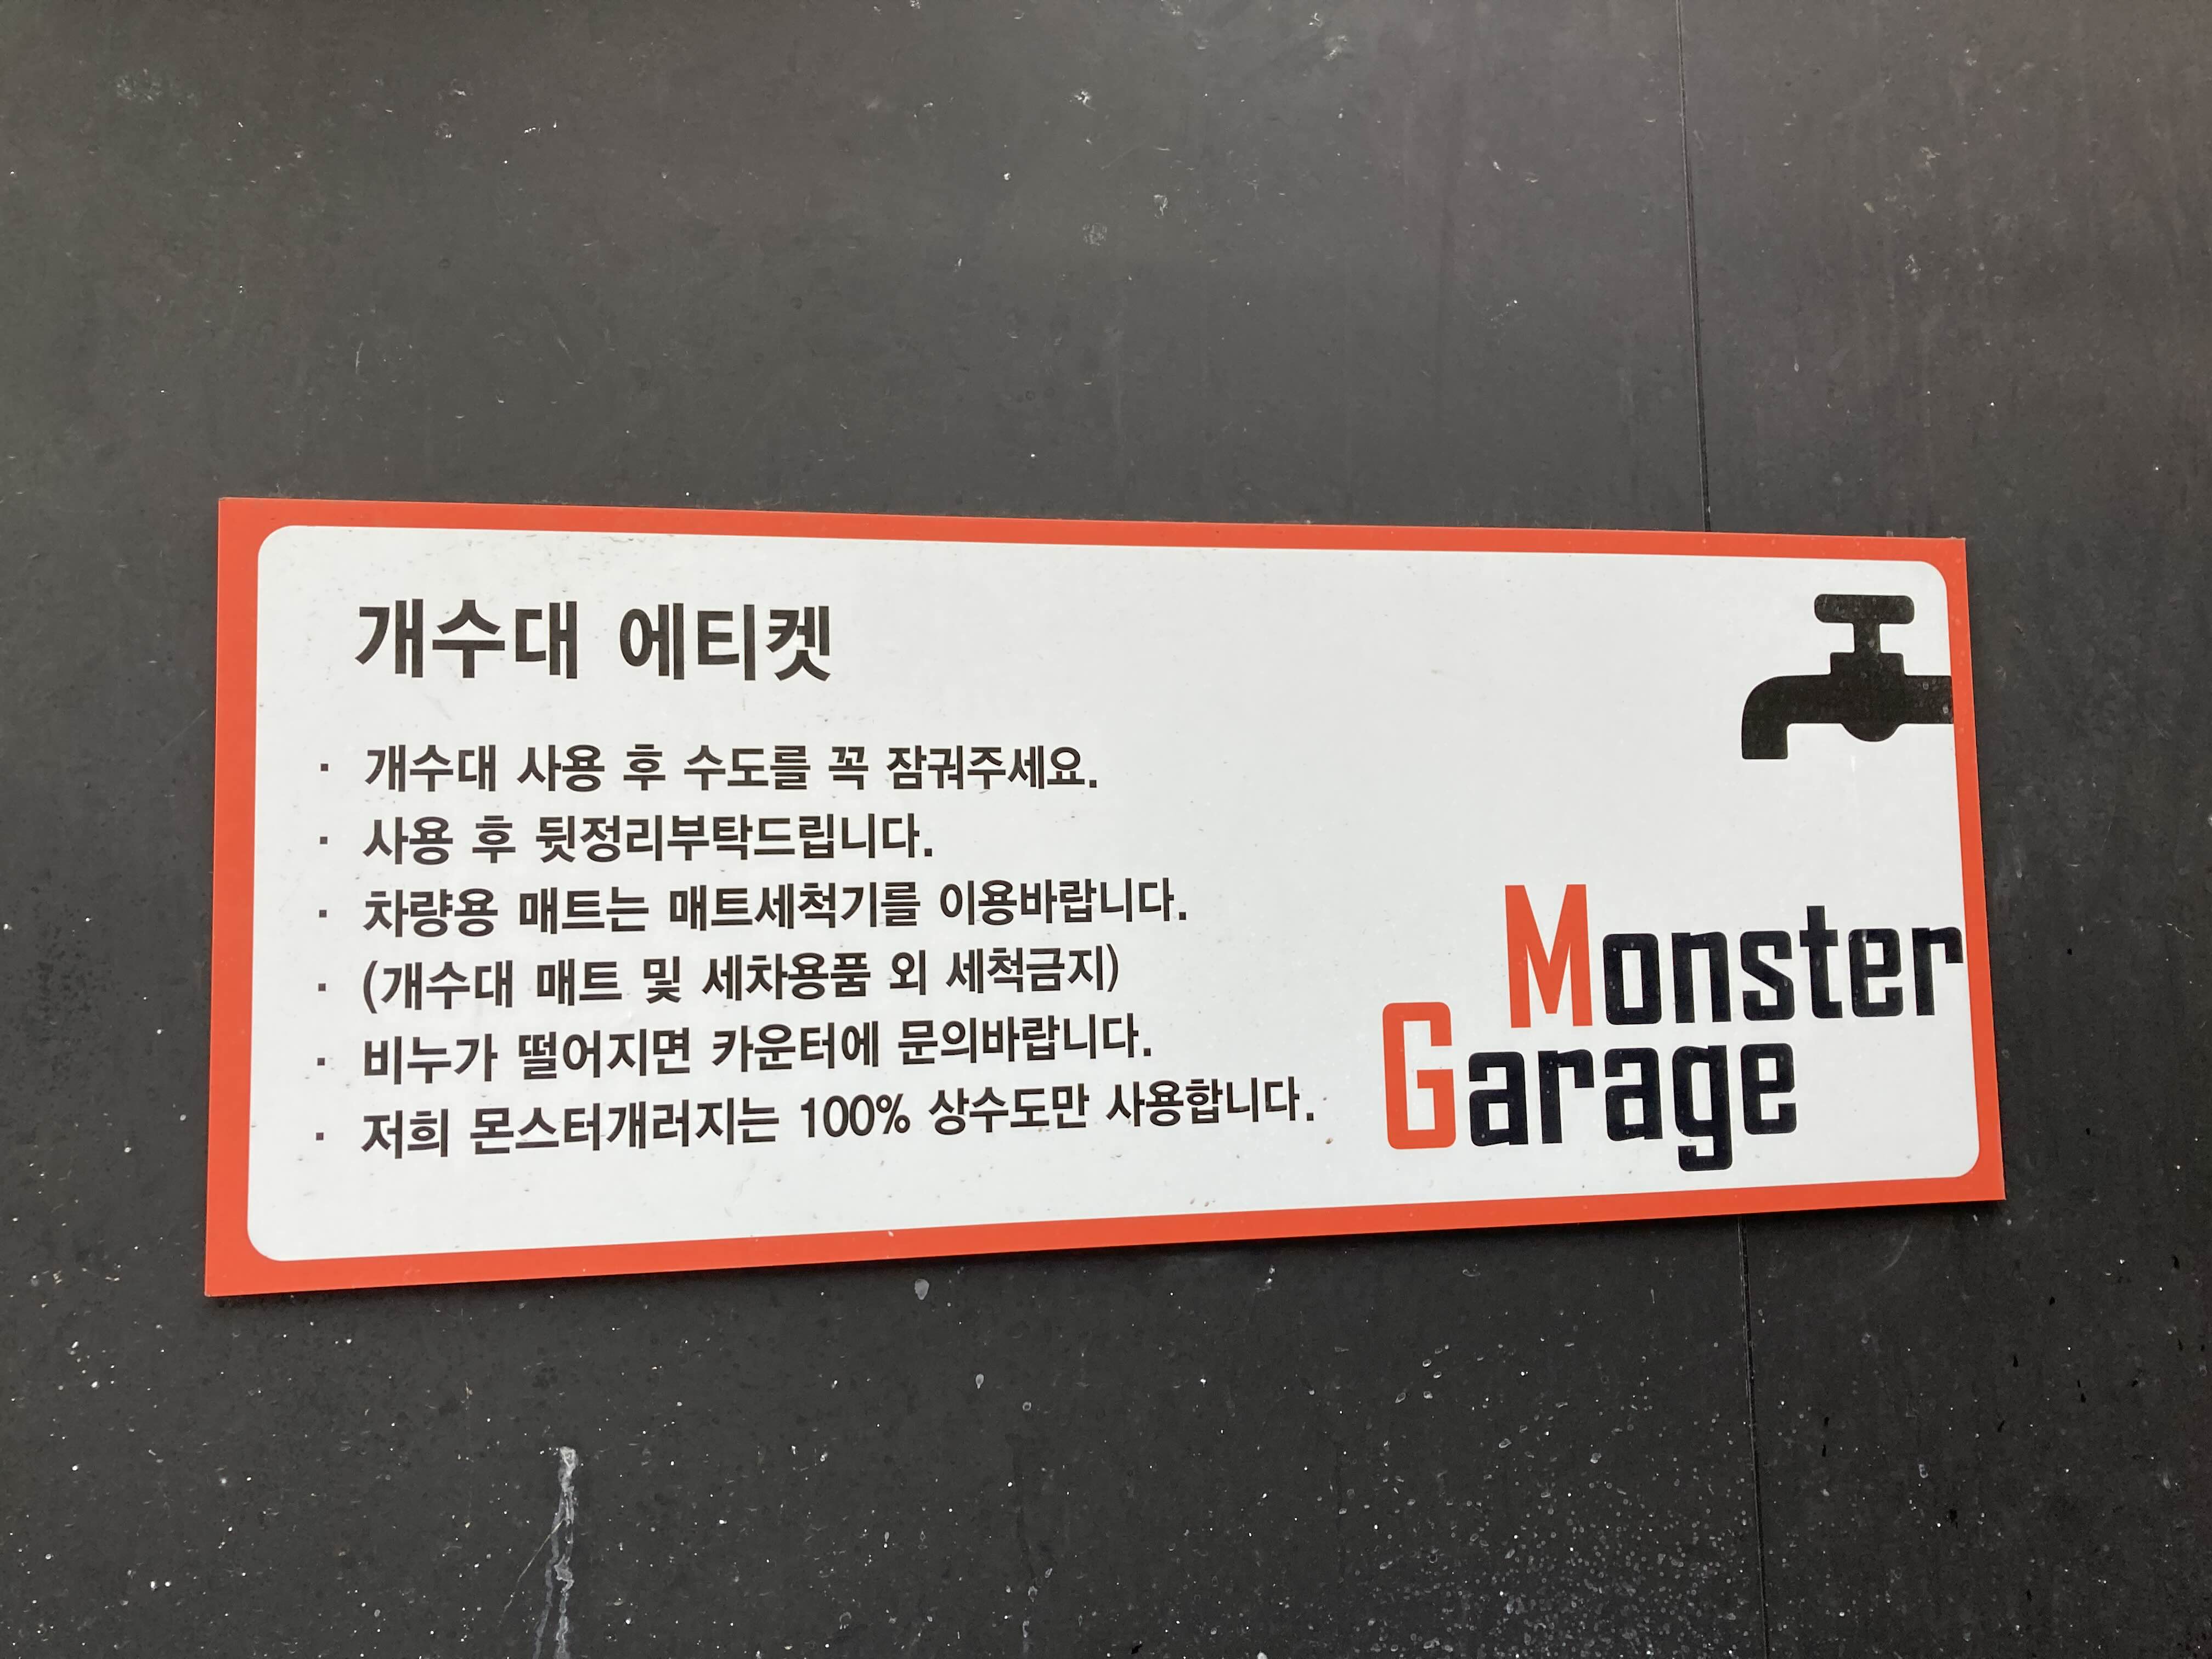 개수대 에티켓
· 개수대 사용 후 수도를 꼭 잠궈주세요.
· 사용 후 뒷정리부탁드립니다.
· 차량용 매트는 매트세척기를 이용바랍니다.
· (개수대 매트 및 세차용품 외 세척금지)
· 비누가 떨어지면 카운터에 문의바랍니다.
· 저희 몬스터개러지는 100% 상수도만 사용합니다.
Monster
Garage